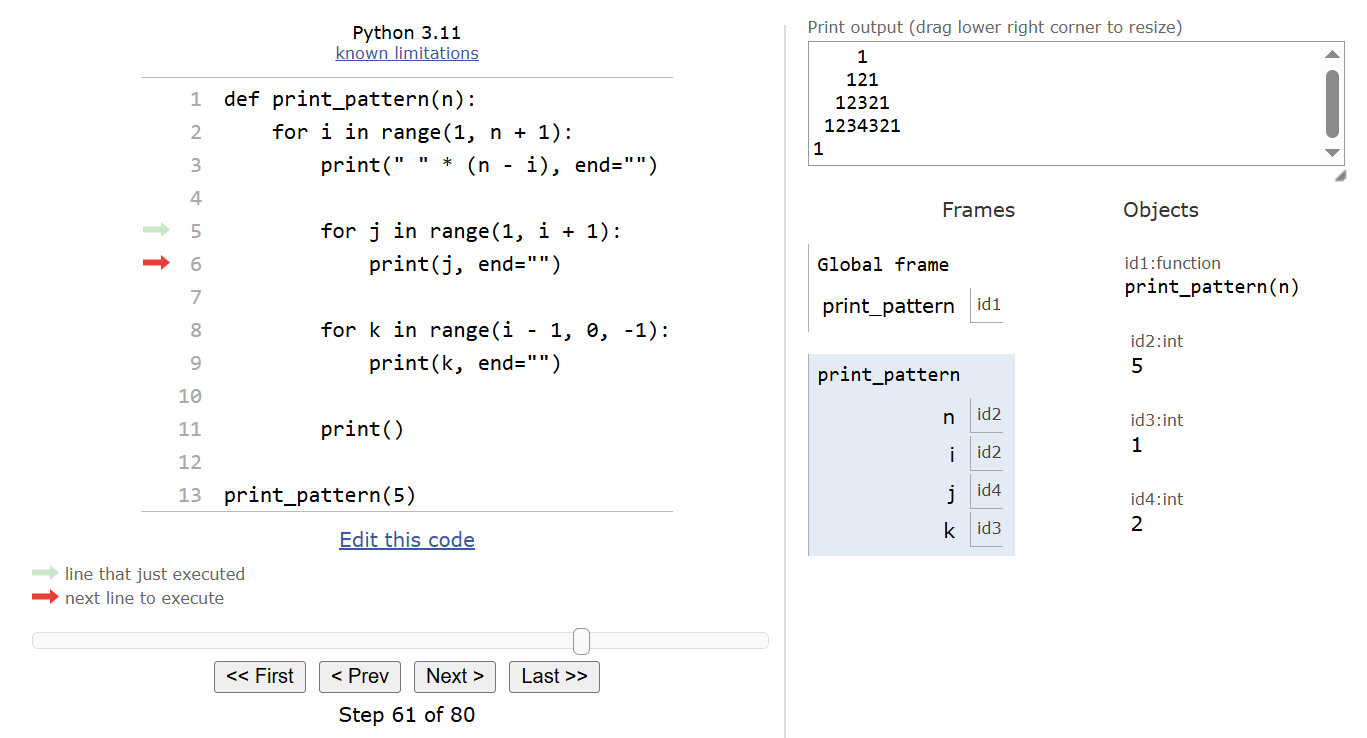 Python 3.11
known limitations
1 def print_pattern(n):
2     for i in range(1, n + 1):
3         print(" " * (n - i), end="")
4
5         for j in range(1, i + 1):
6             print(j, end="")
7
8         for k in range(i - 1, 0, -1):
9             print(k, end="")
10
11         print()
12
13 print_pattern(5)
Edit this code
line that just executed
next line to execute
<< First < Prev Next > Last >>
Step 61 of 80
Print output (drag lower right corner to resize)
    1
   121
  12321
 1234321
1
Frames Objects
Global frame
print_pattern id1
print_pattern
n id2
i id2
j id4
k id3
id1:function
print_pattern(n)
id2:int
5
id3:int
1
id4:int
2